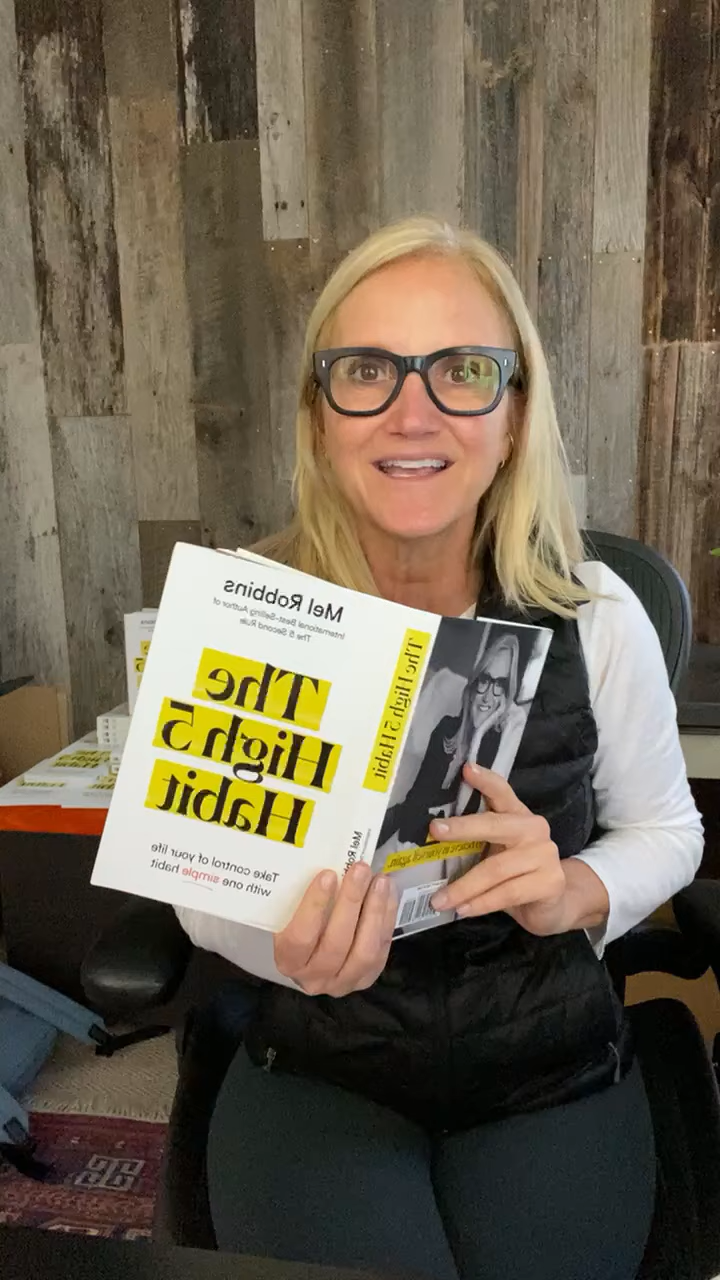 Mel Robbins
International Best-Selling Author of
The 5 Second Rule
The
High 5
Habit
Take control of your life
with one simple habit
The High 5 Habit
Mel Robbins